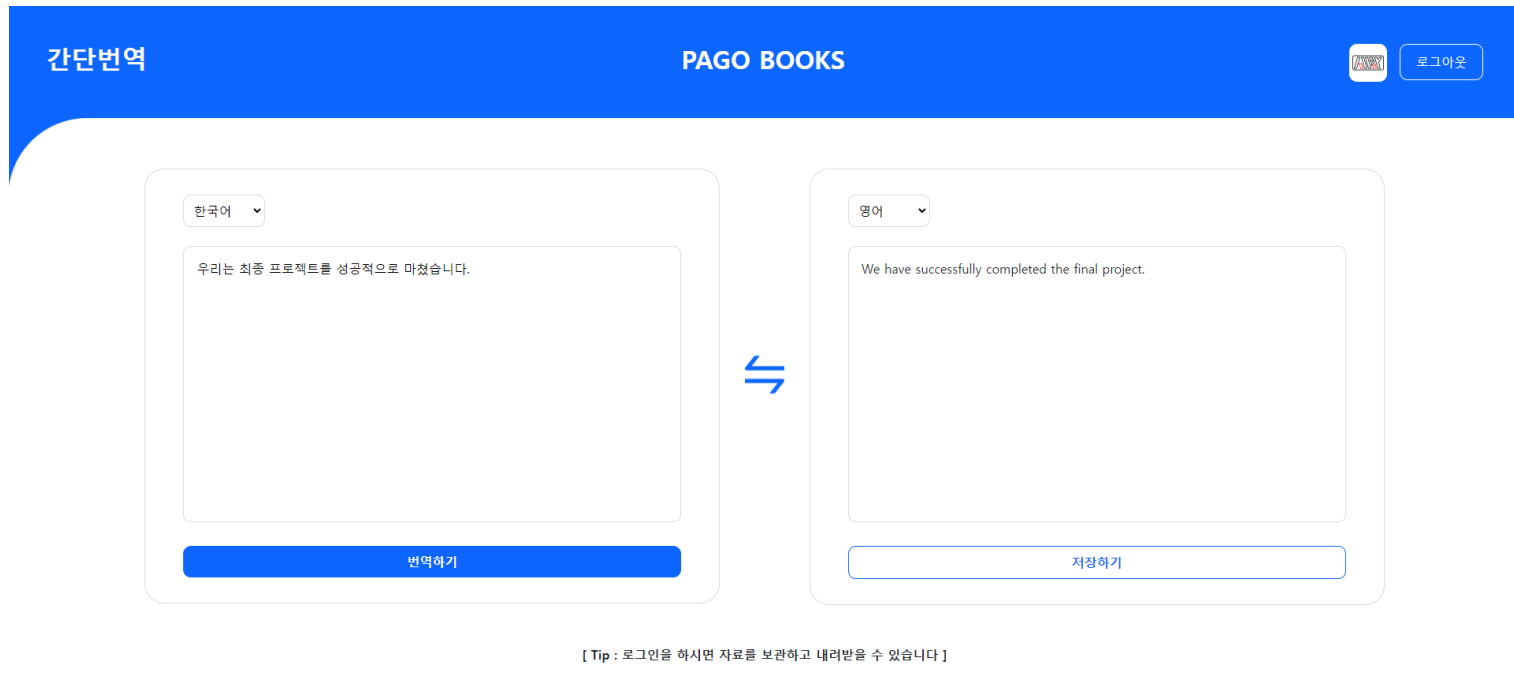 간단번역
PAGO BOOKS
로그아웃
한국어
우리는 최종 프로젝트를 성공적으로 마쳤습니다.
번역하기
영어
We have successfully completed the final project.
저장하기
[ Tip : 로그인을 하시면 자료를 보관하고 내려받을 수 있습니다 ]